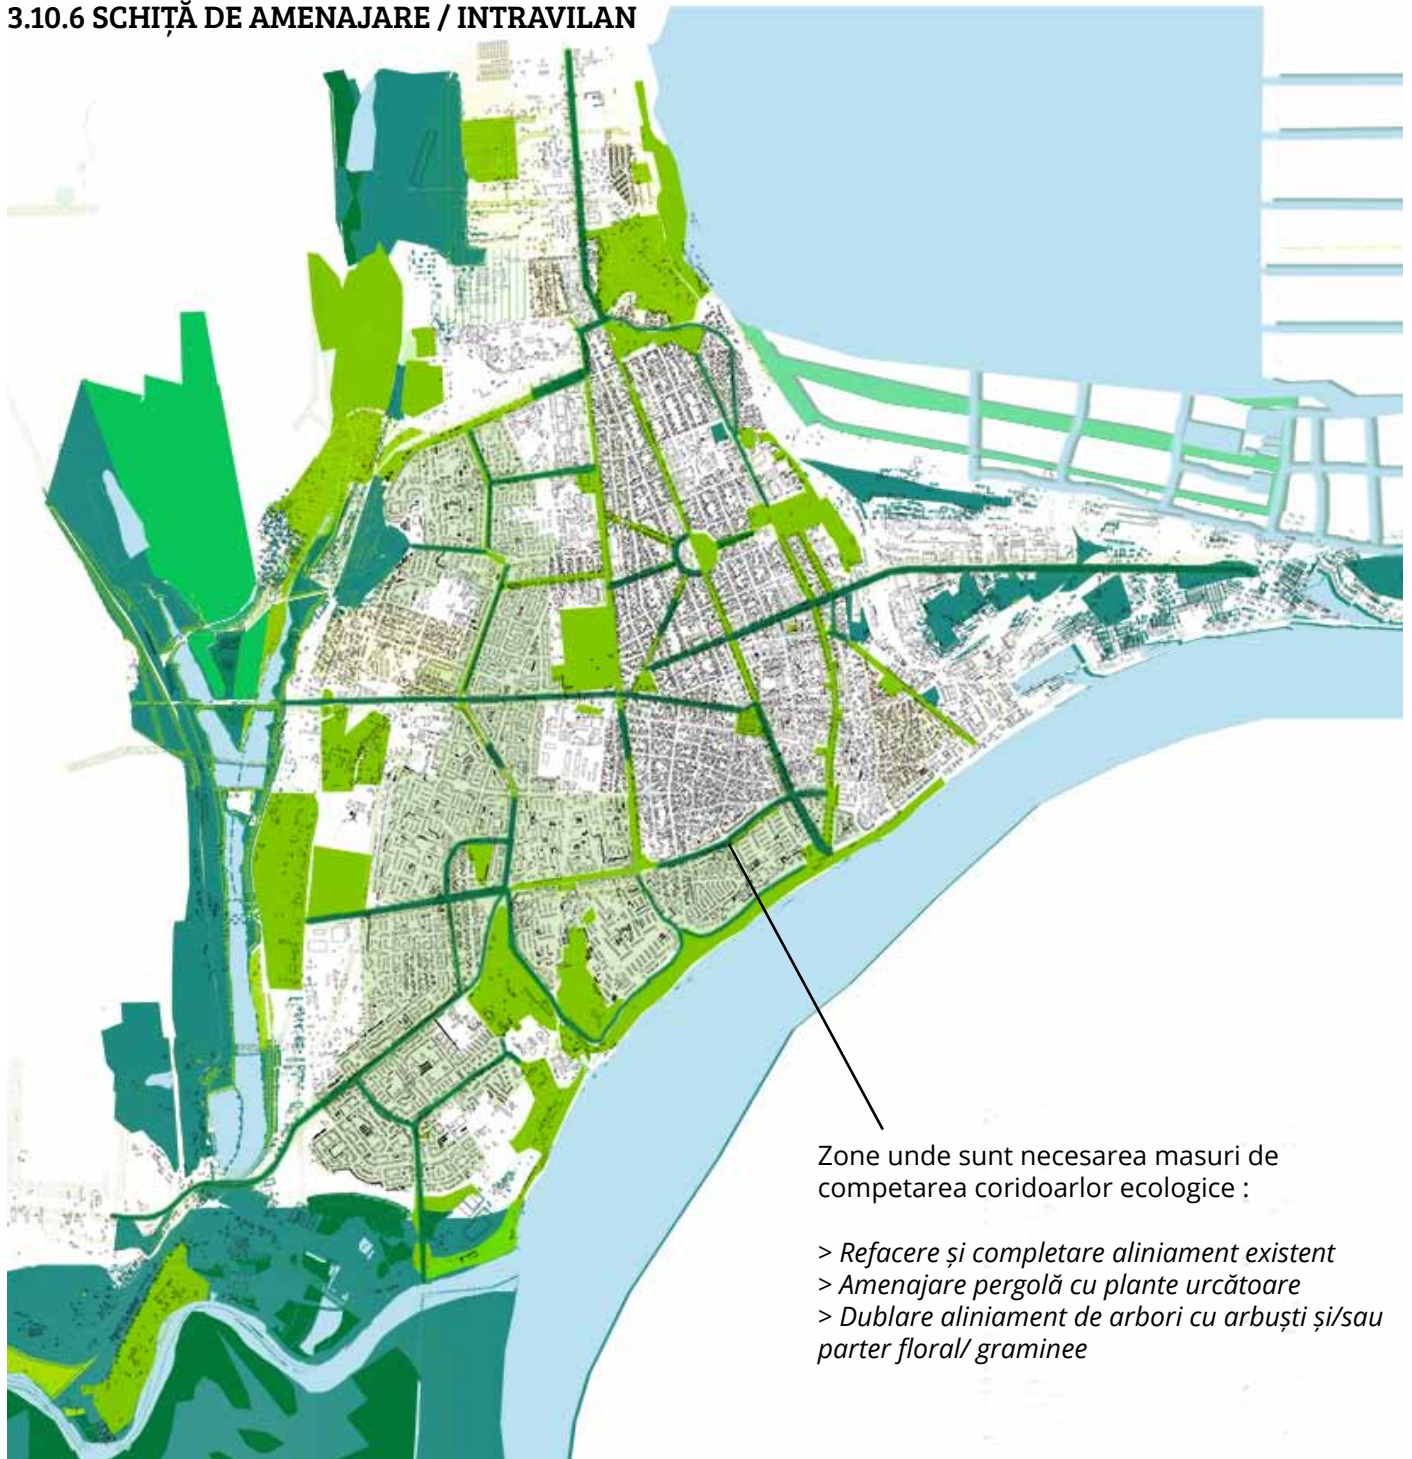 3.10.6 SCHIȚĂ DE AMENAJARE / INTRAVILAN
Zone unde sunt necesarea masuri de
competarea coridoarlor ecologice :
> Refacere și completare aliniament existent
> Amenajare pergolă cu plante urcătoare
> Dublare aliniament de arbori cu arbuști și/sau
parter floral/ graminee